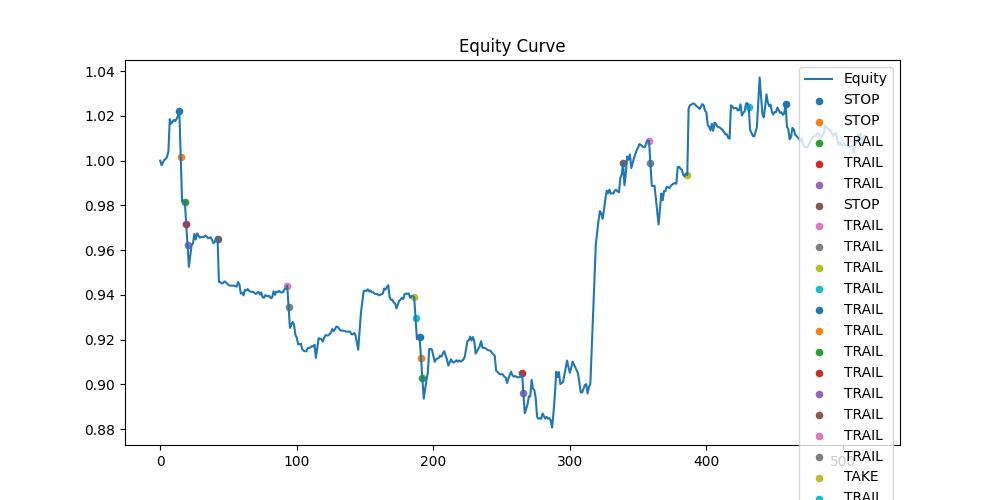 Equity Curve
1.04
1.02
1.00
0.98
0.96
0.94
0.92
0.90
0.88
0
100
200
300
400
500
Equity
STOP
STOP
TRAIL
TRAIL
TRAIL
STOP
TRAIL
TRAIL
TRAIL
TRAIL
TRAIL
TRAIL
TRAIL
TRAIL
TRAIL
TRAIL
TRAIL
TRAIL
TAKE
TRAIL